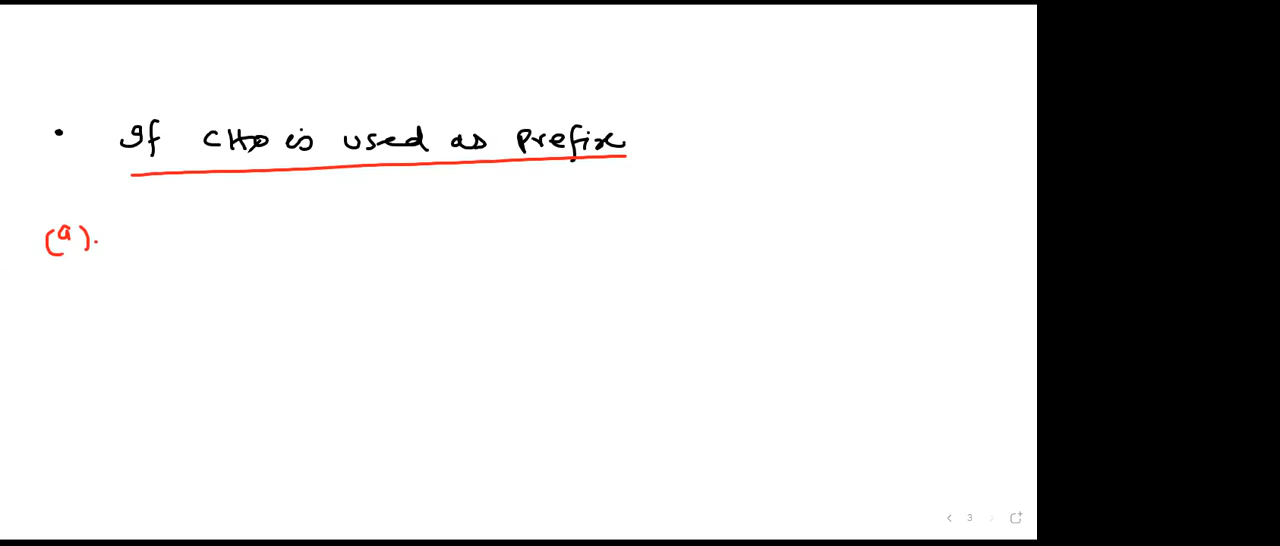 • If CHO is used as Prefix
(a).
3